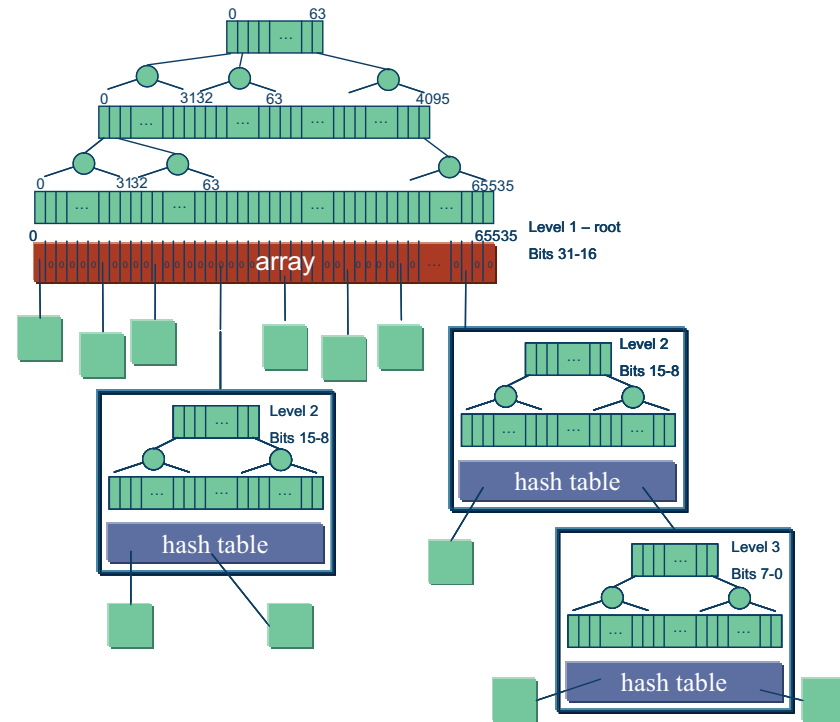 0 63
...
0 3132 63 4095
... ... ... ...
0 3132 63 65535
... ... ... ... ...
Level 1 – root
0 65535
Bits 31-16
array
...
Level 2
Bits 15-8
...
... ... ...
hash table
Level 2
Bits 15-8
...
... ... ...
hash table
Level 3
Bits 7-0
...
... ... ...
hash table